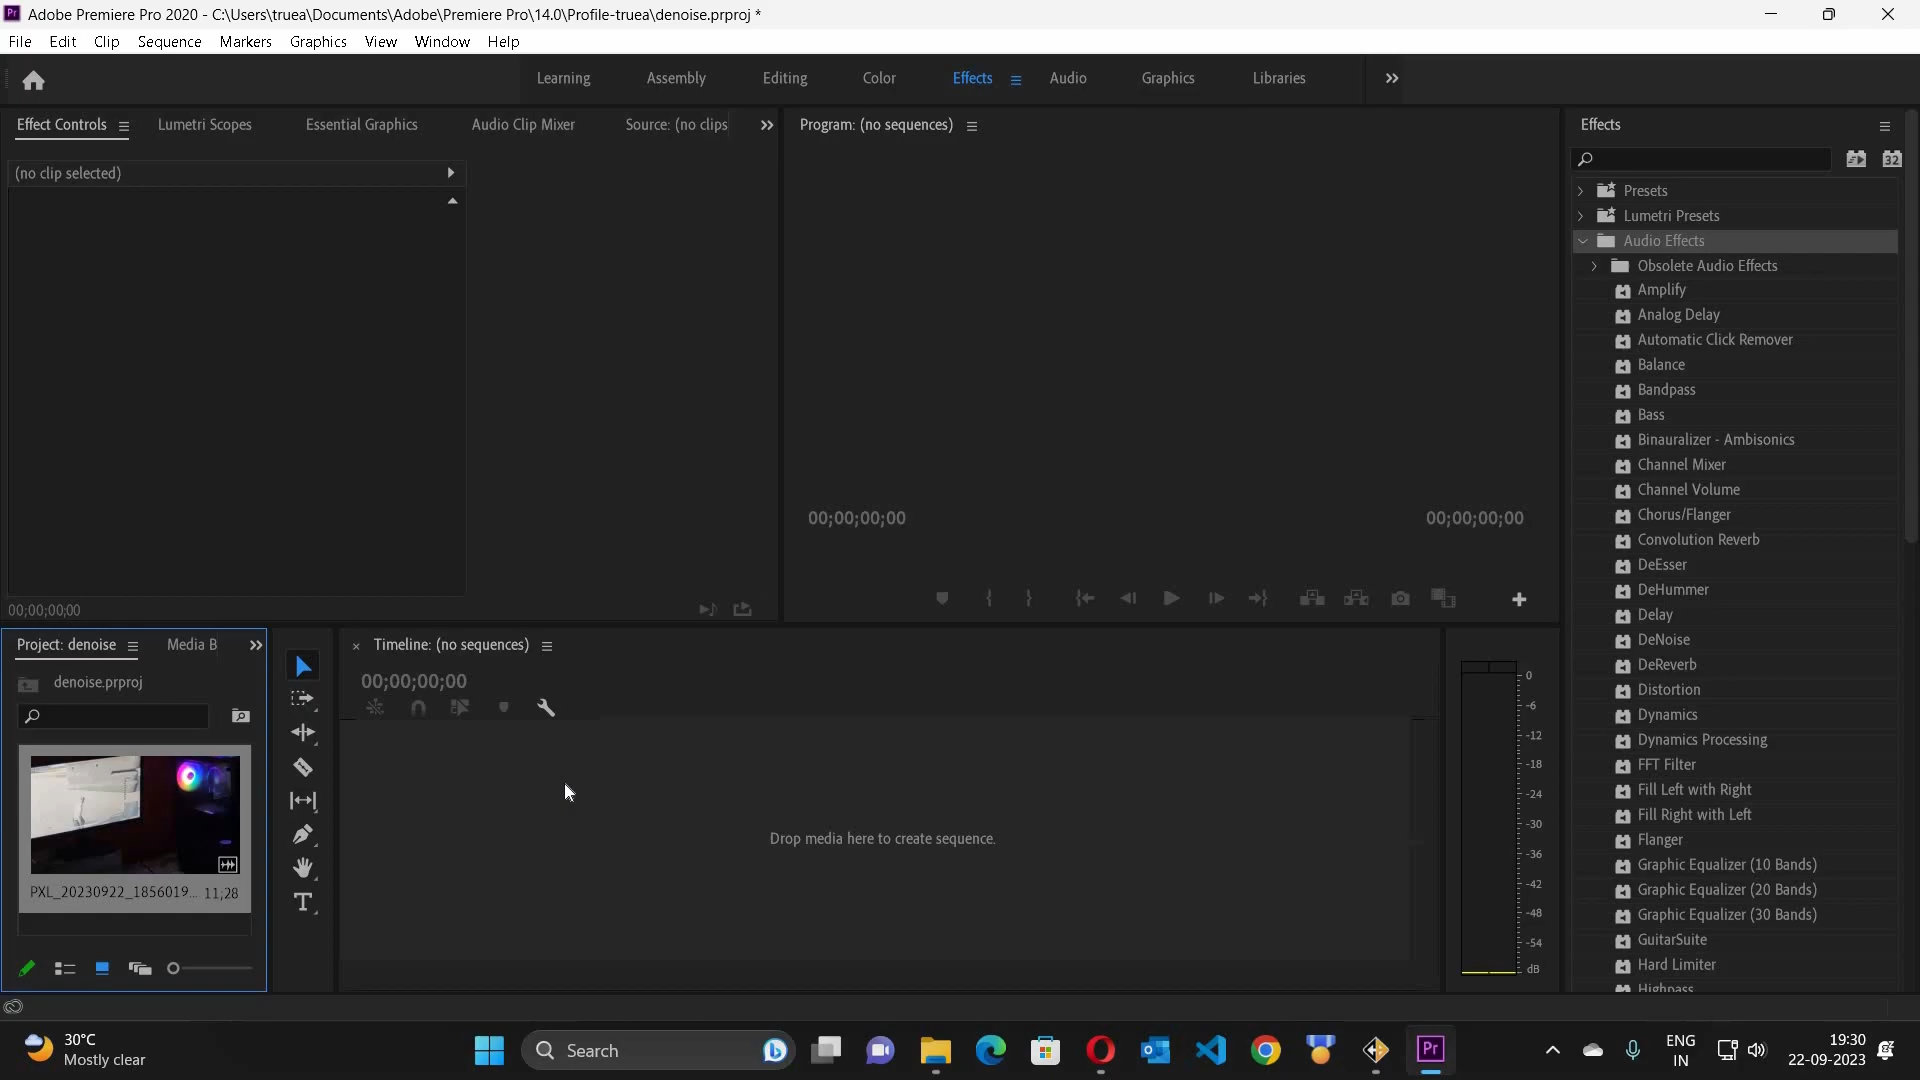 Pr Adobe Premiere Pro 2020 - C:\Users\truea\Documents\Adobe\Premiere Pro\14.0\Profile-truea\denoise.prproj *
File Edit Clip Sequence Markers Graphics View Window Help
Learning Assembly Editing Color Effects Audio Graphics Libraries
Effect Controls Lumetri Scopes Essential Graphics Audio Clip Mixer Source: (no clips
(no clip selected)
00;00;00;00
Program: (no sequences)
00;00;00;00 00;00;00;00
Effects
32
Presets
Lumetri Presets
Audio Effects
Obsolete Audio Effects
Amplify
Analog Delay
Automatic Click Remover
Balance
Bandpass
Bass
Binauralizer - Ambisonics
Channel Mixer
Channel Volume
Chorus/Flanger
Convolution Reverb
DeEsser
DeHummer
Delay
DeNoise
DeReverb
Distortion
Dynamics
Dynamics Processing
FFT Filter
Fill Left with Right
Fill Right with Left
Flanger
Graphic Equalizer (10 Bands)
Graphic Equalizer (20 Bands)
Graphic Equalizer (30 Bands)
GuitarSuite
Hard Limiter
Highpass
Project: denoise Media B
denoise.prproj
PXL_20230922_1856019... 11;28
Timeline: (no sequences)
00;00;00;00
Drop media here to create sequence.
0
-6
-12
-18
-24
-30
-36
-42
-48
-54
dB
30°C
Mostly clear
Search
Pr
ENG
IN
19:30
22-09-2023